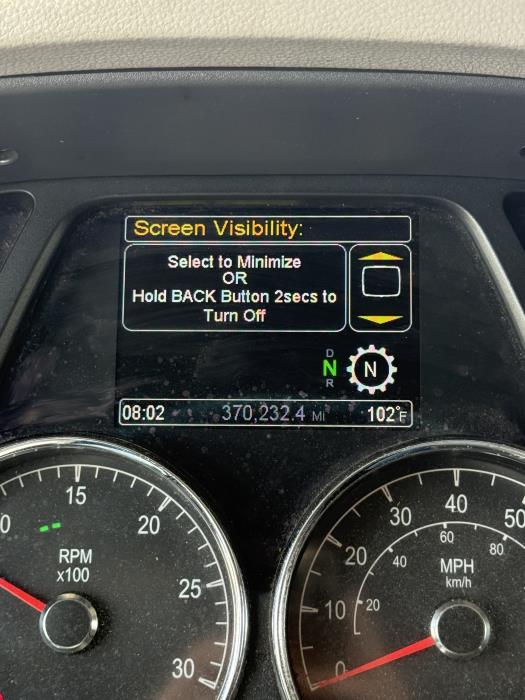 Screen Visibility:
Select to Minimize
OR
Hold BACK Button 2secs to
Turn Off
D
N N
R
08:02 370,232.4 MI 102°F
15
20
25
30
RPM
x100
0 10 20 30 40 50
20 40 60 80
MPH
km/h